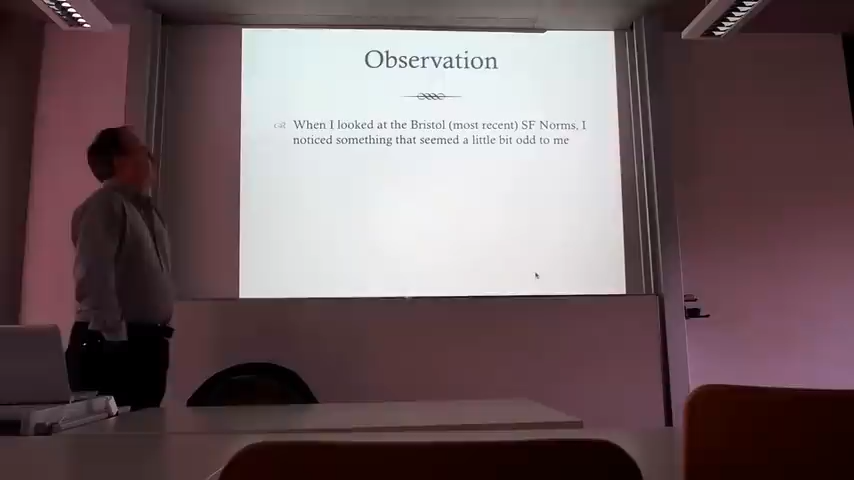 Observation
When I looked at the Bristol (most recent) SF Norms, I
noticed something that seemed a little bit odd to me